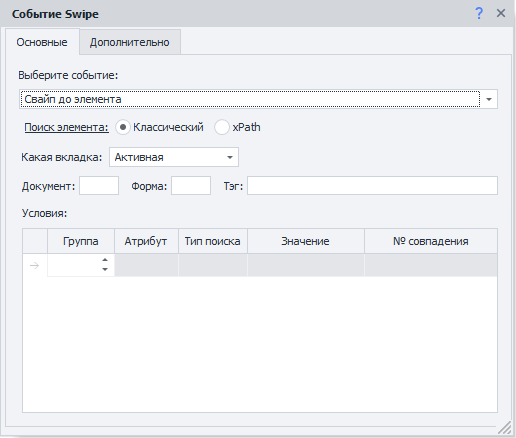 Событие Swipe ?
Основные Дополнительно
Выберите событие:
Свайп до элемента
Поиск элемента: Классический xPath
Какая вкладка: Активная
Документ: Форма: Тэг:
Условия:
Группа Атрибут Тип поиска Значение № совпадения